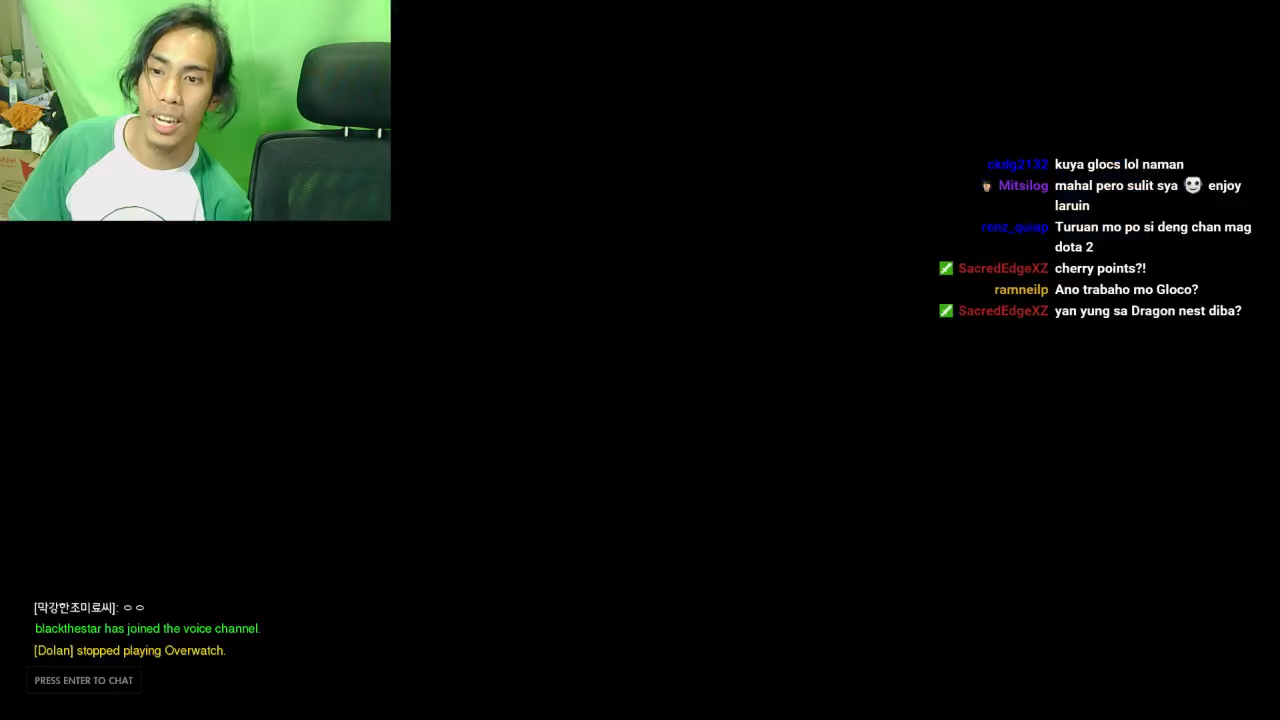 ckdg2132 kuya glocs lol naman
Mitsilog mahal pero sulit sya enjoy
laruin
renz_quiap Turuan mo po si deng chan mag
dota 2
SacredEdgeXZ cherry points?!
ramneilp Ano trabaho mo Gloco?
SacredEdgeXZ yan yung sa Dragon nest diba?
[막강한조미료씨]: ㅇㅇ
blackthestar has joined the voice channel.
[Dolan] stopped playing Overwatch.
PRESS ENTER TO CHAT